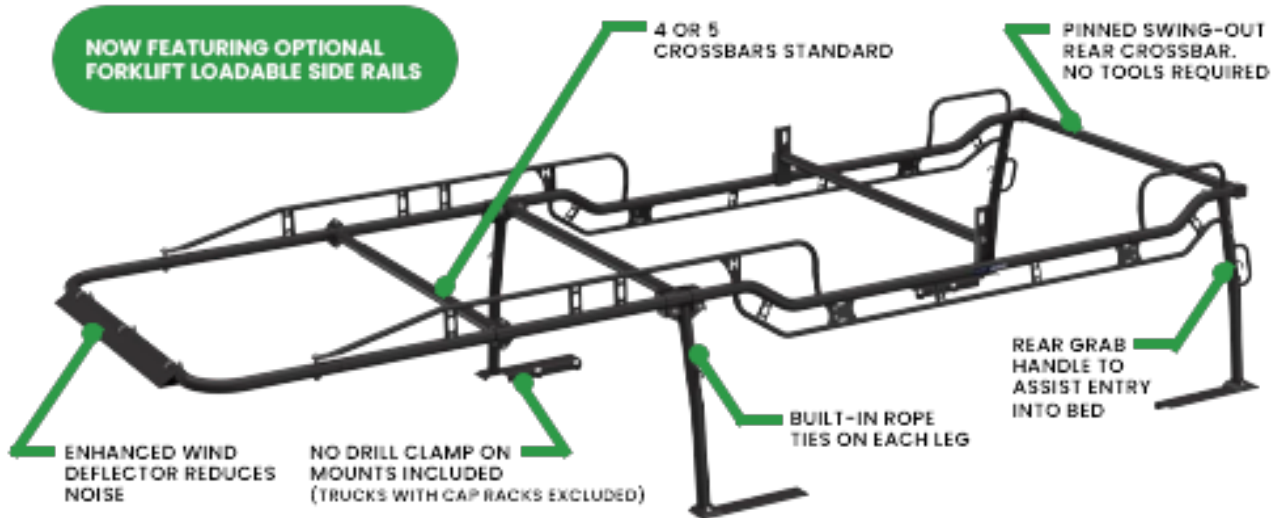 NOW FEATURING OPTIONAL
FORKLIFT LOADABLE SIDE RAILS
4 OR 5
CROSSBARS STANDARD
PINNED SWING-OUT
REAR CROSSBAR.
NO TOOLS REQUIRED
REAR GRAB
HANDLE TO
ASSIST ENTRY
INTO BED
BUILT-IN ROPE
TIES ON EACH LEG
NO DRILL CLAMP ON
MOUNTS INCLUDED
(TRUCKS WITH CAP RACKS EXCLUDED)
ENHANCED WIND
DEFLECTOR REDUCES
NOISE